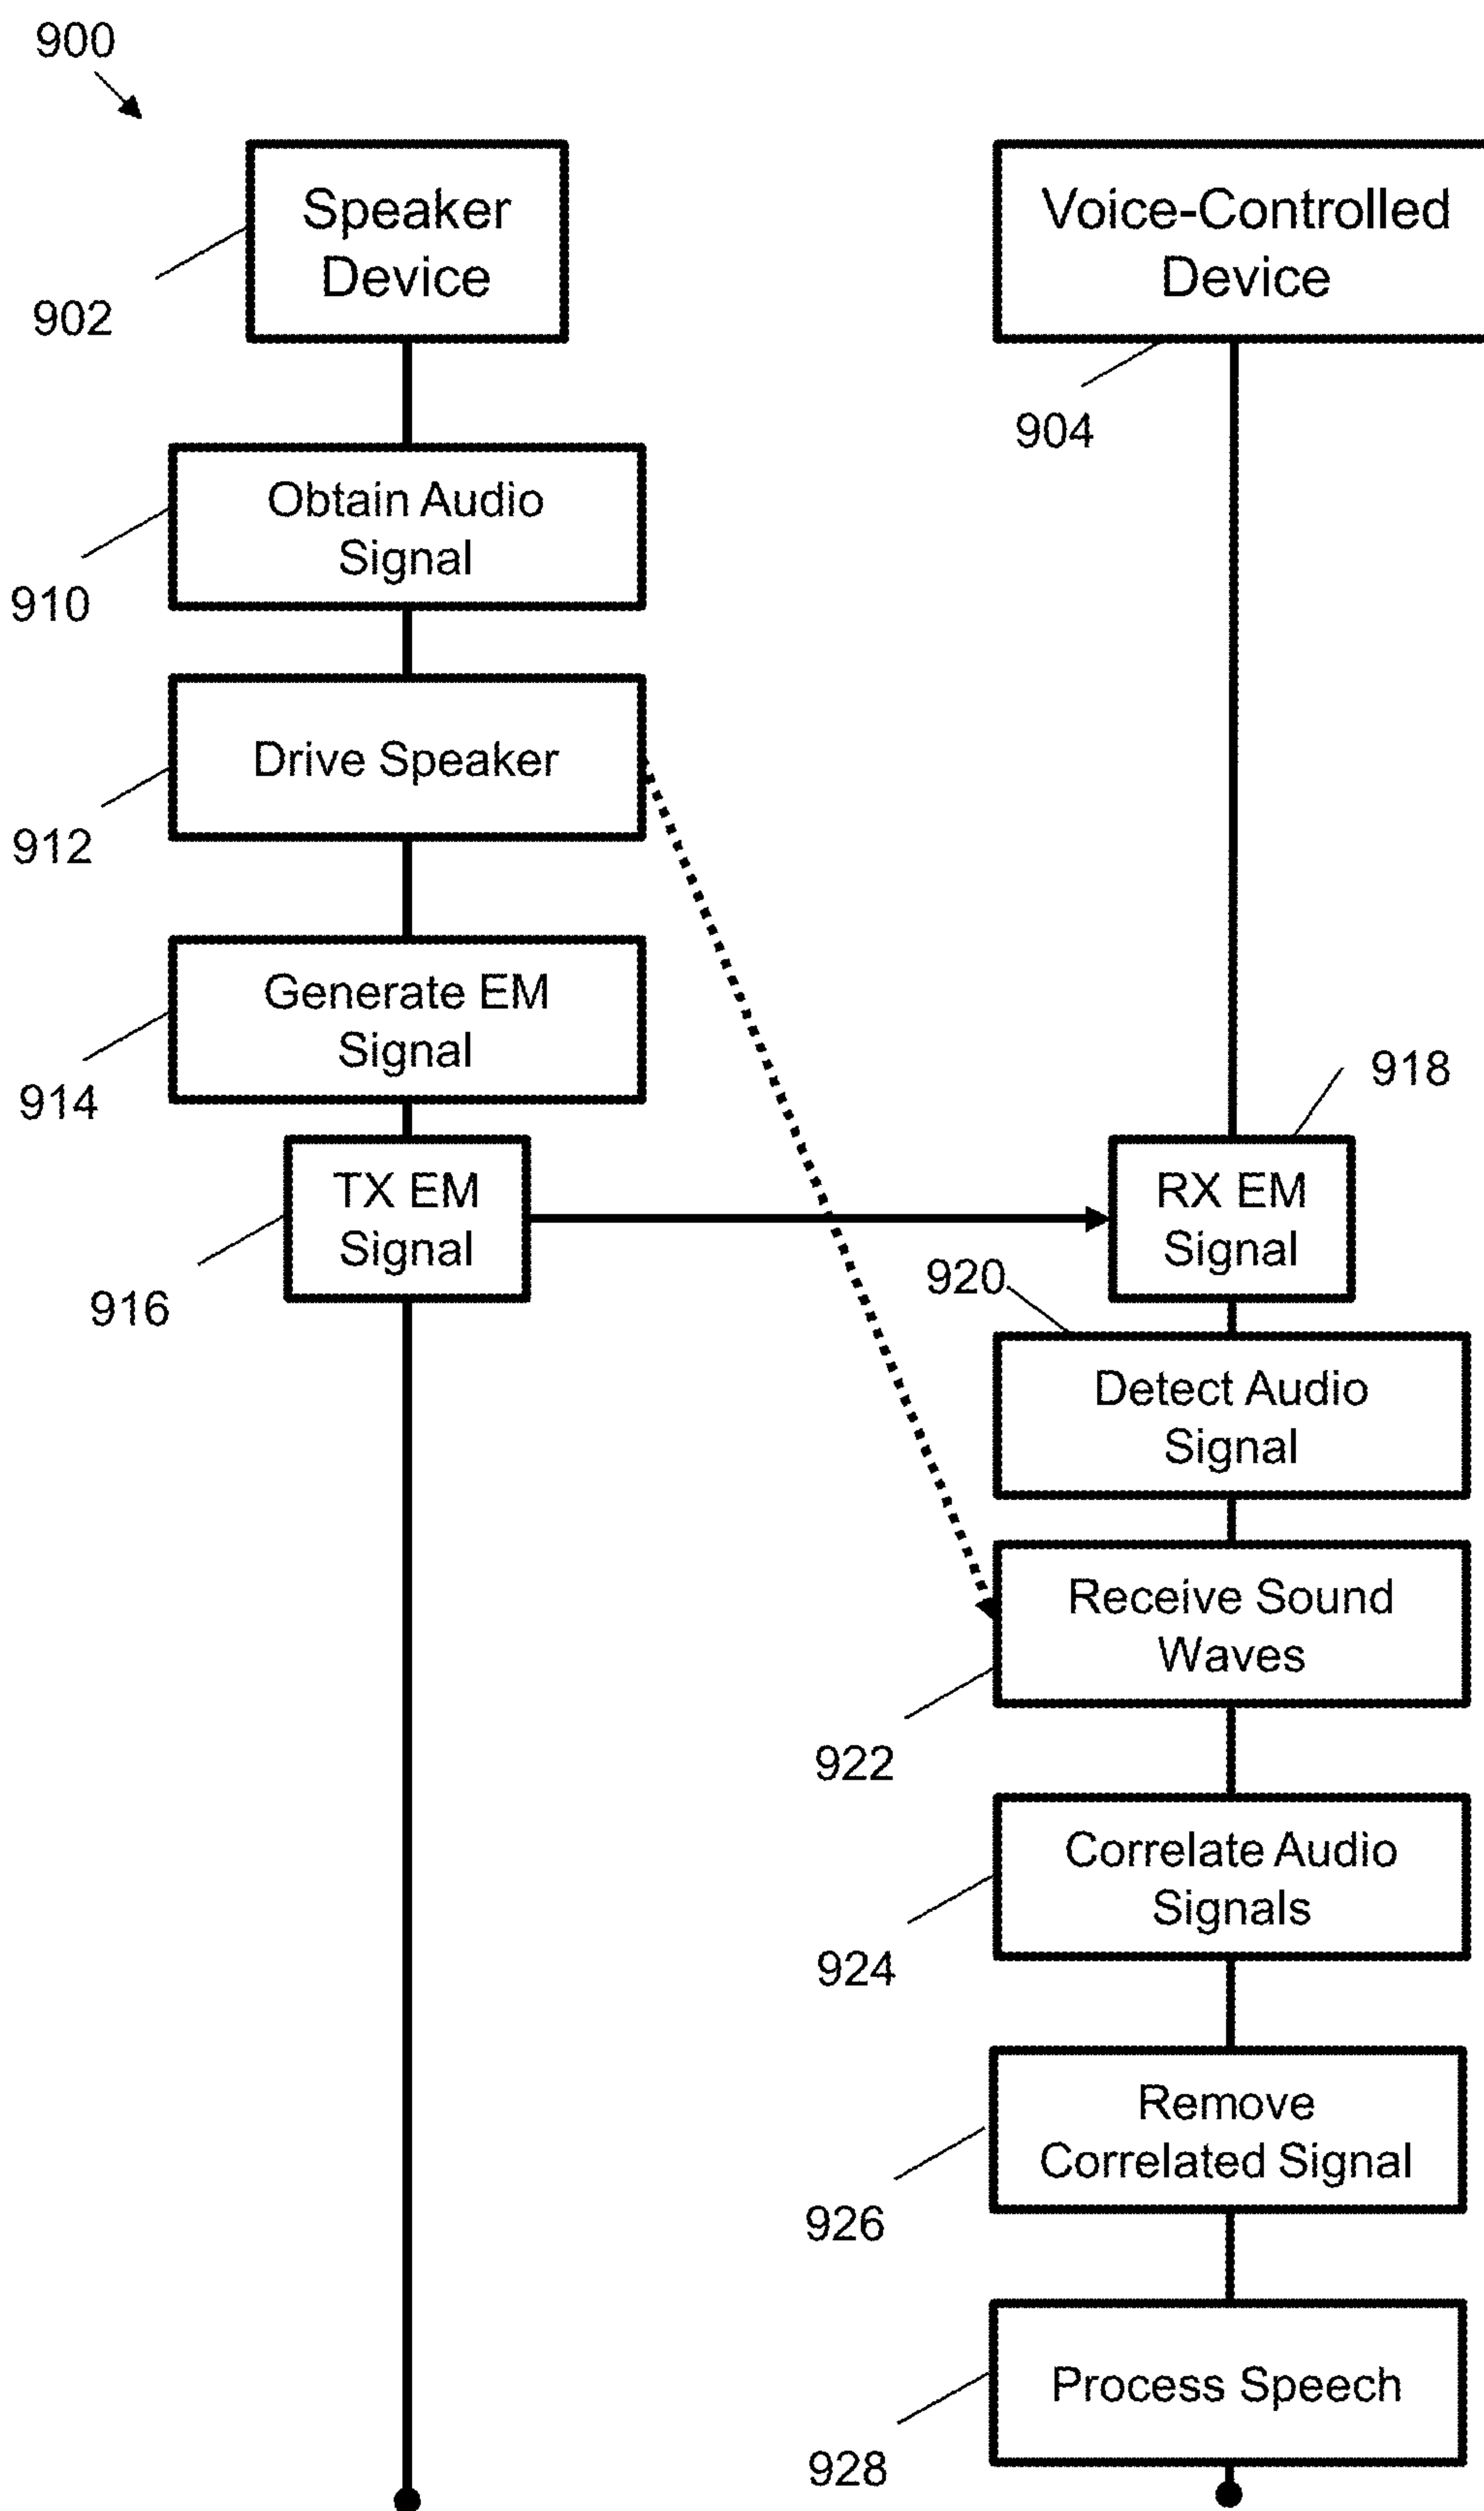 900
Speaker
Device
902
Voice-Controlled
Device
904
Obtain Audio
Signal
910
Drive Speaker
912
Generate EM
Signal
914
TX EM
Signal
916
RX EM
Signal
918
920
Detect Audio
Signal
Receive Sound
Waves
922
Correlate Audio
Signals
924
Remove
Correlated Signal
926
Process Speech
928